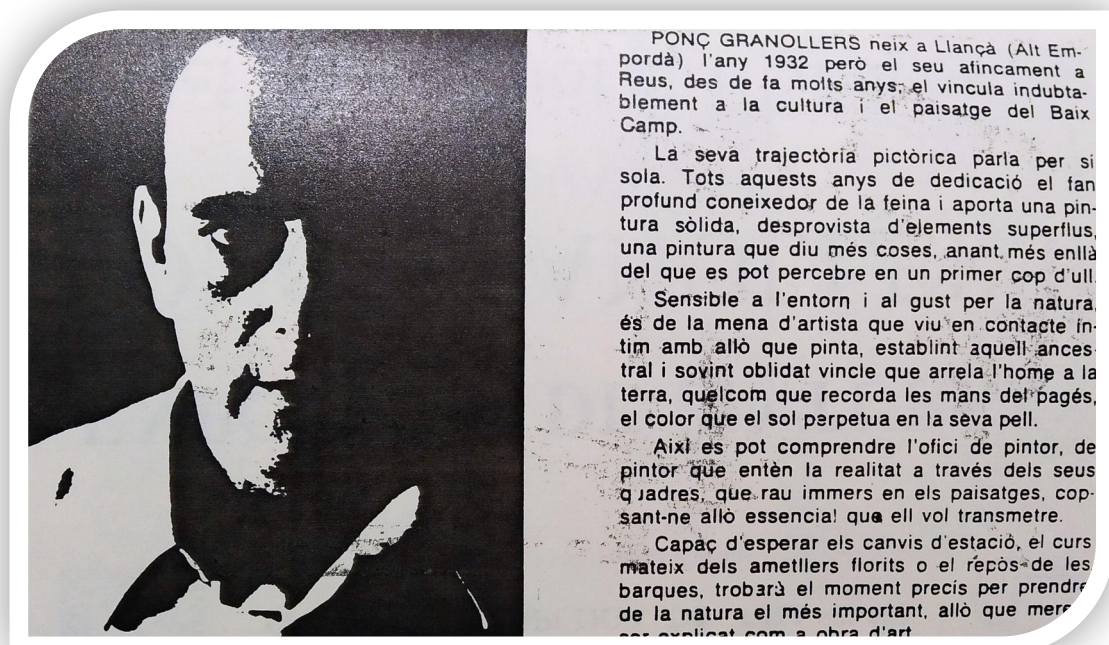 PONÇ GRANOLLERS neix a Llançà (Alt Em-
pordà) l'any 1932 però el seu afincament a
Reus, des de fa molts anys, el vincula indubta-
blement a la cultura i el paisatge del Baix
Camp.
La seva trajectòria pictòrica parla per si
sola. Tots aquests anys de dedicació el fan
profund coneixedor de la feina i aporta una pin-
tura sòlida, desprovista d'elements superflus,
una pintura que diu més coses, anant més enllà
del que es pot percebre en un primer cop d'ull.
Sensible a l'entorn i al gust per la natura,
és de la mena d'artista que viu en contacte ín-
tim amb allò que pinta, establint aquell ances-
tral i sovint oblidat vincle que arrela l'home a la
terra, quelcom que recorda les mans del pagés,
el color que el sol perpetua en la seva pell.
Així es pot comprendre l'ofici de pintor, de
pintor que entèn la realitat a través dels seus
quadres, que rau immers en els paisatges, cop-
sant-ne allò essencial que ell vol transmetre.
Capaç d'esperar els canvis d'estació, el curs
mateix dels ametllers florits o el repòs de les
barques, trobarà el moment precís per prendre
de la natura el més important, allò que
ser explicat com a obra d'art